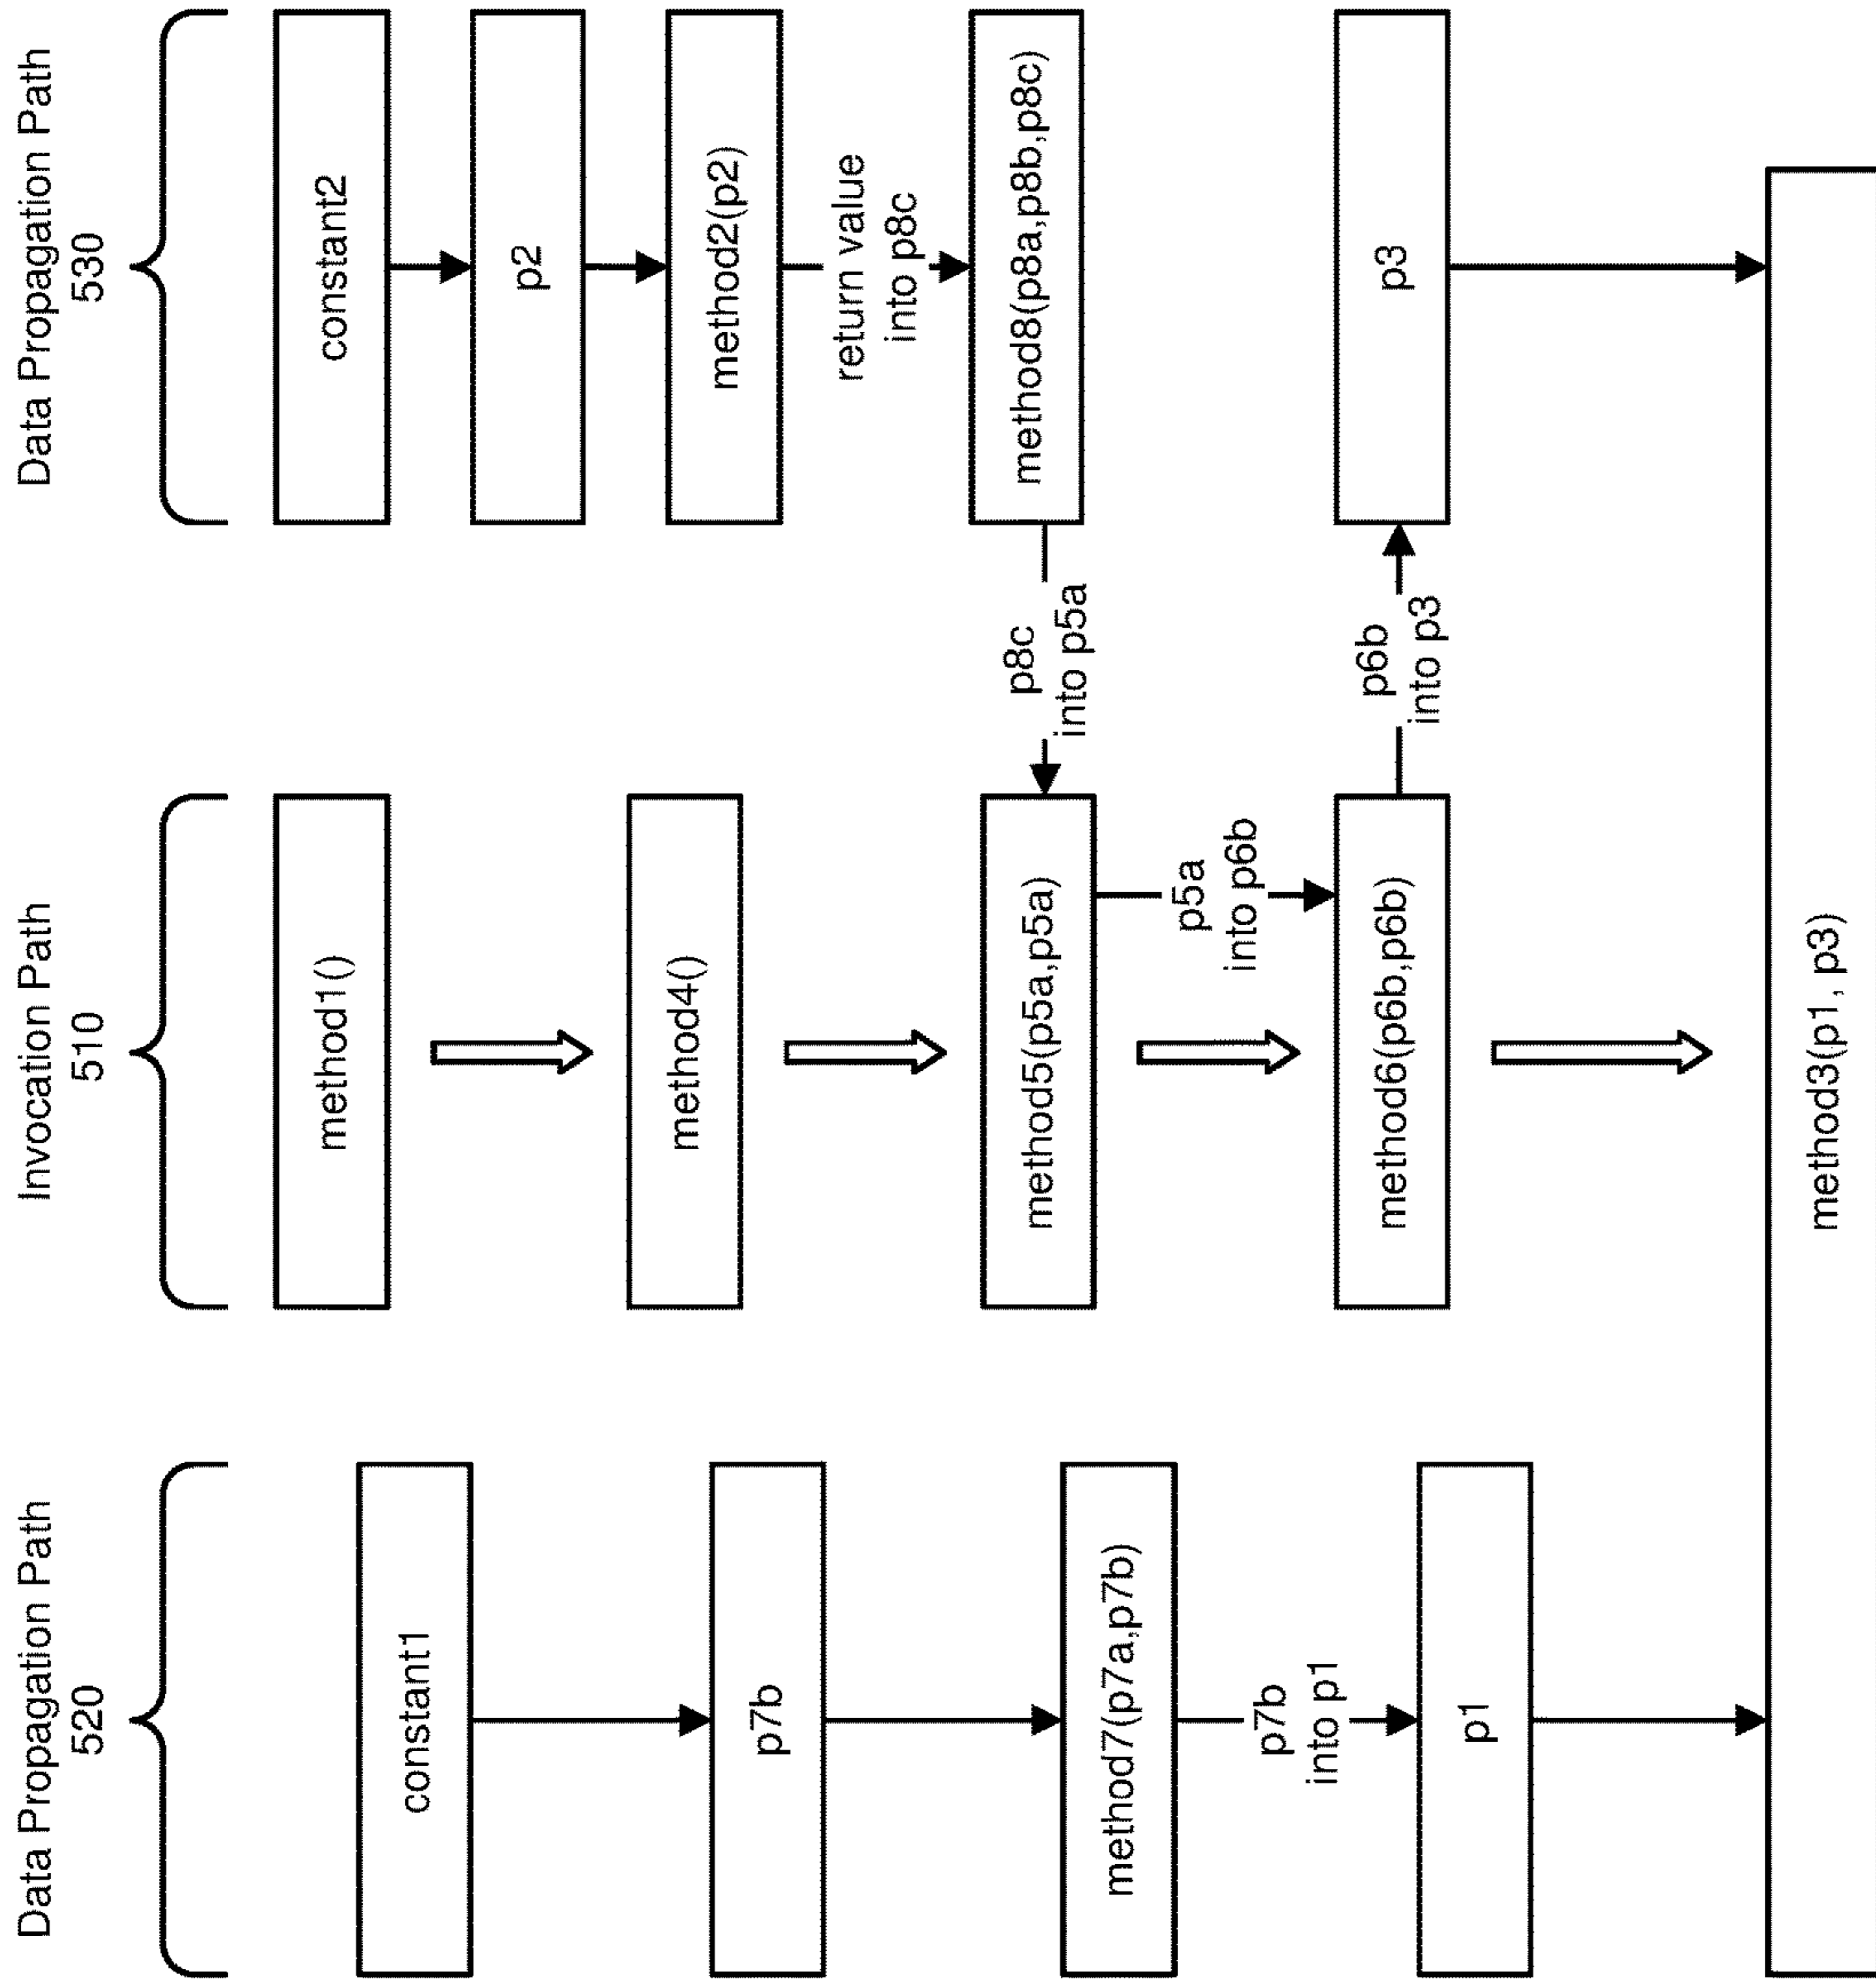 Data Propagation Path
520
constant1
p7b
method7(p7a,p7b)
p7b
into p1
p1
Invocation Path
510
method1()
method4()
method5(p5a,p5a)
p5a
into p6b
method6(p6b,p6b)
Data Propagation Path
530
constant2
p2
method2(p2)
return value
into p8c
method8(p8a,p8b,p8c)
p8c
into p5a
p6b
into p3
p3
method3(p1, p3)